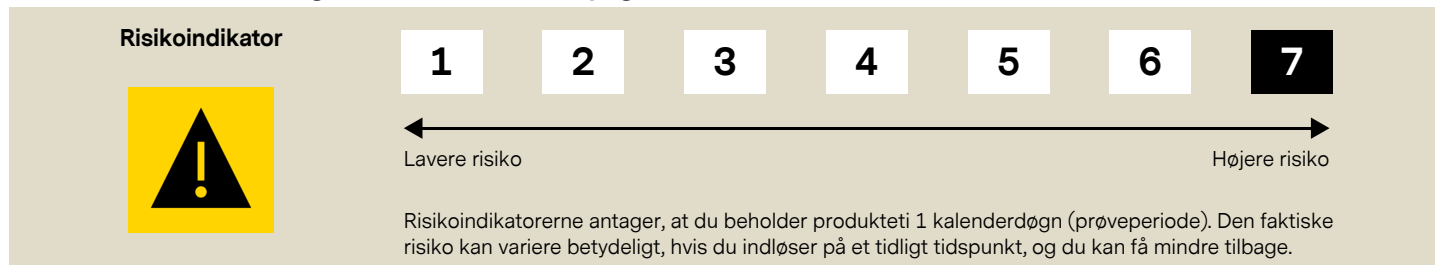 Risikoindikator
1 2 3 4 5 6 7
Lavere risiko Højere risiko
Risikoindikatorerne antager, at du beholder produkteti 1 kalenderdøgn (prøveperiode). Den faktiske
risiko kan variere betydeligt, hvis du indløser på et tidligt tidspunkt, og du kan få mindre tilbage.